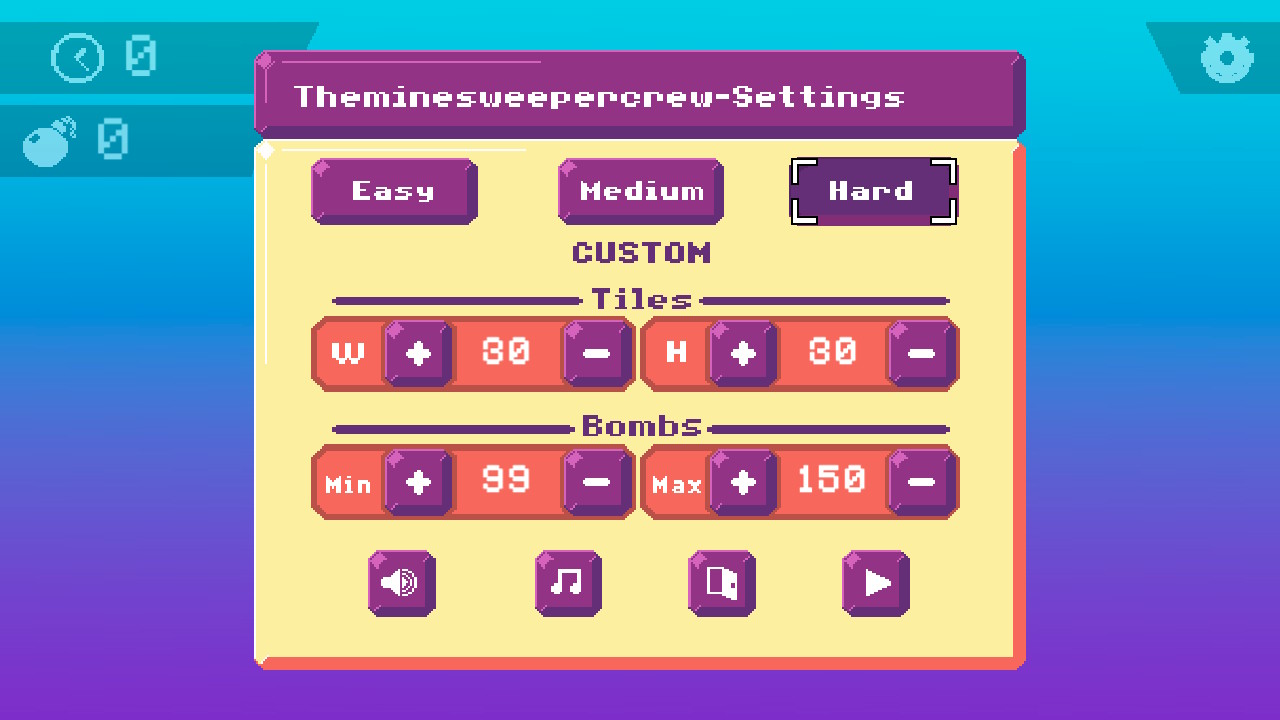 0
0
Theminesweepercrew-Settings
Easy Medium Hard
CUSTOM
Tiles
W + 30 - H + 30 -
Bombs
Min + 99 - Max + 150 -